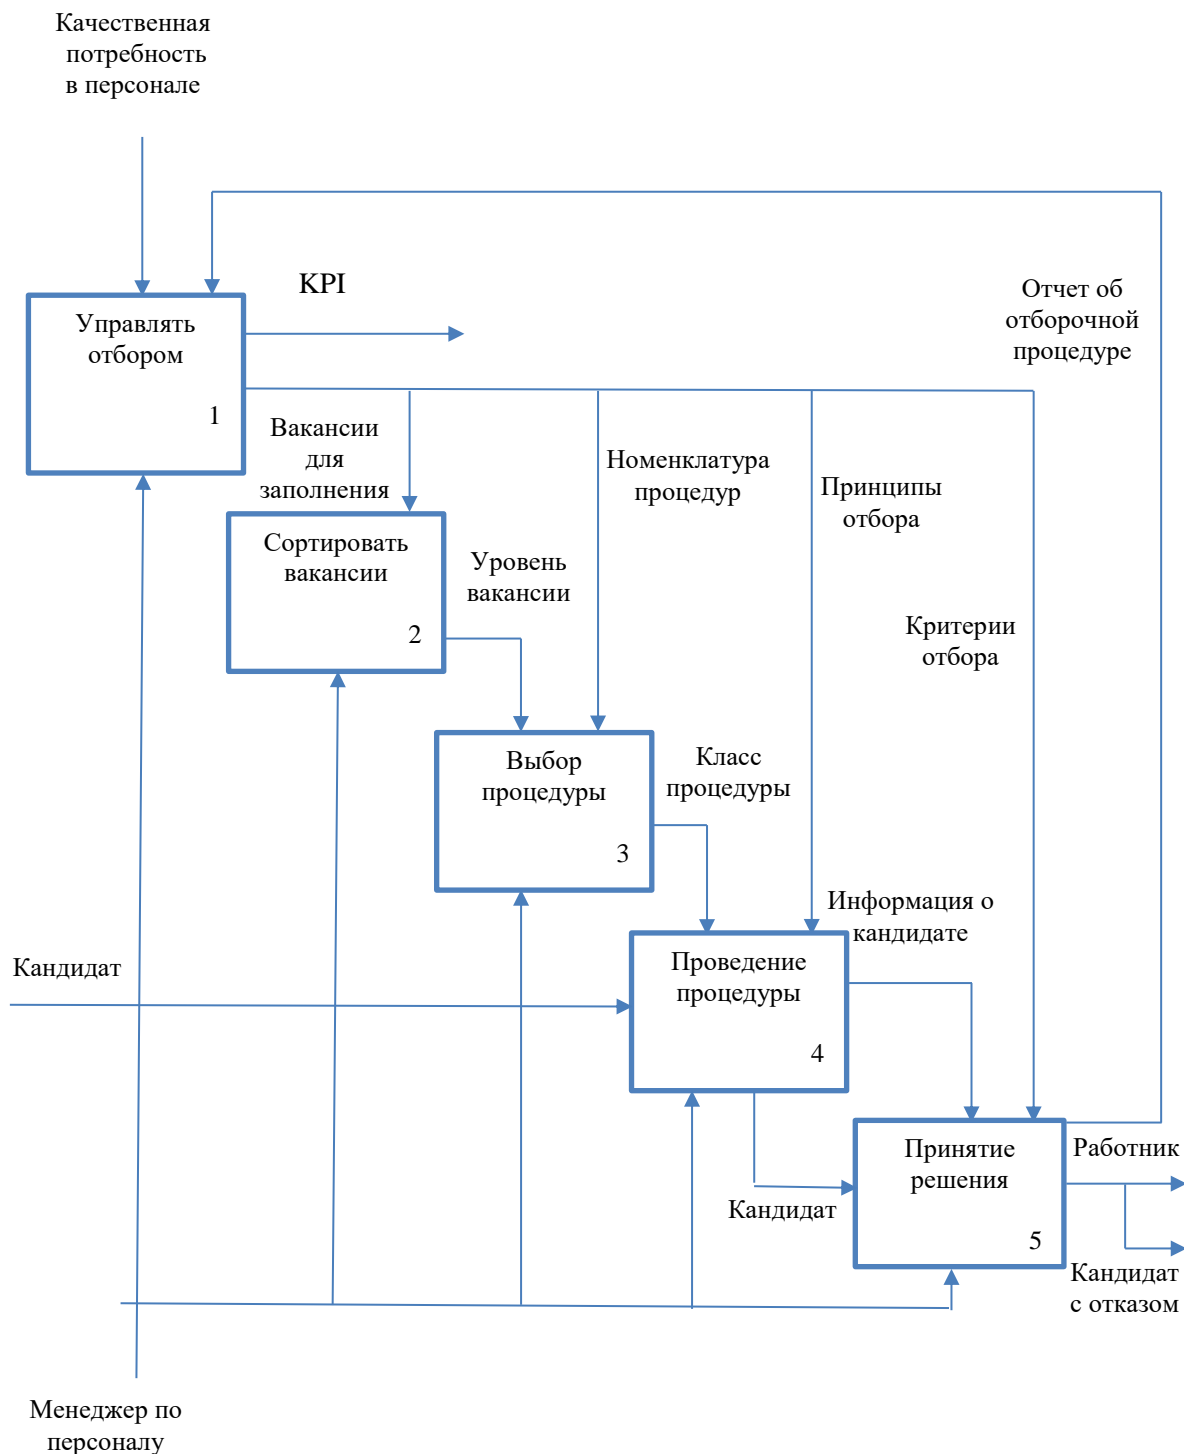 Качественная
потребность
в персонале
KPI
Управлять
отбором
1
Отчет об
отборочной
процедуре
Вакансии
для
заполнения
Номенклатура
процедур
Принципы
отбора
Сортировать
вакансии
2
Уровень
вакансии
Критерии
отбора
Выбор
процедуры
3
Класс
процедуры
Информация о
кандидате
Кандидат
Проведение
процедуры
4
Принятие
решения
5
Работник
Кандидат
Кандидат
с отказом
Менеджер по
персоналу